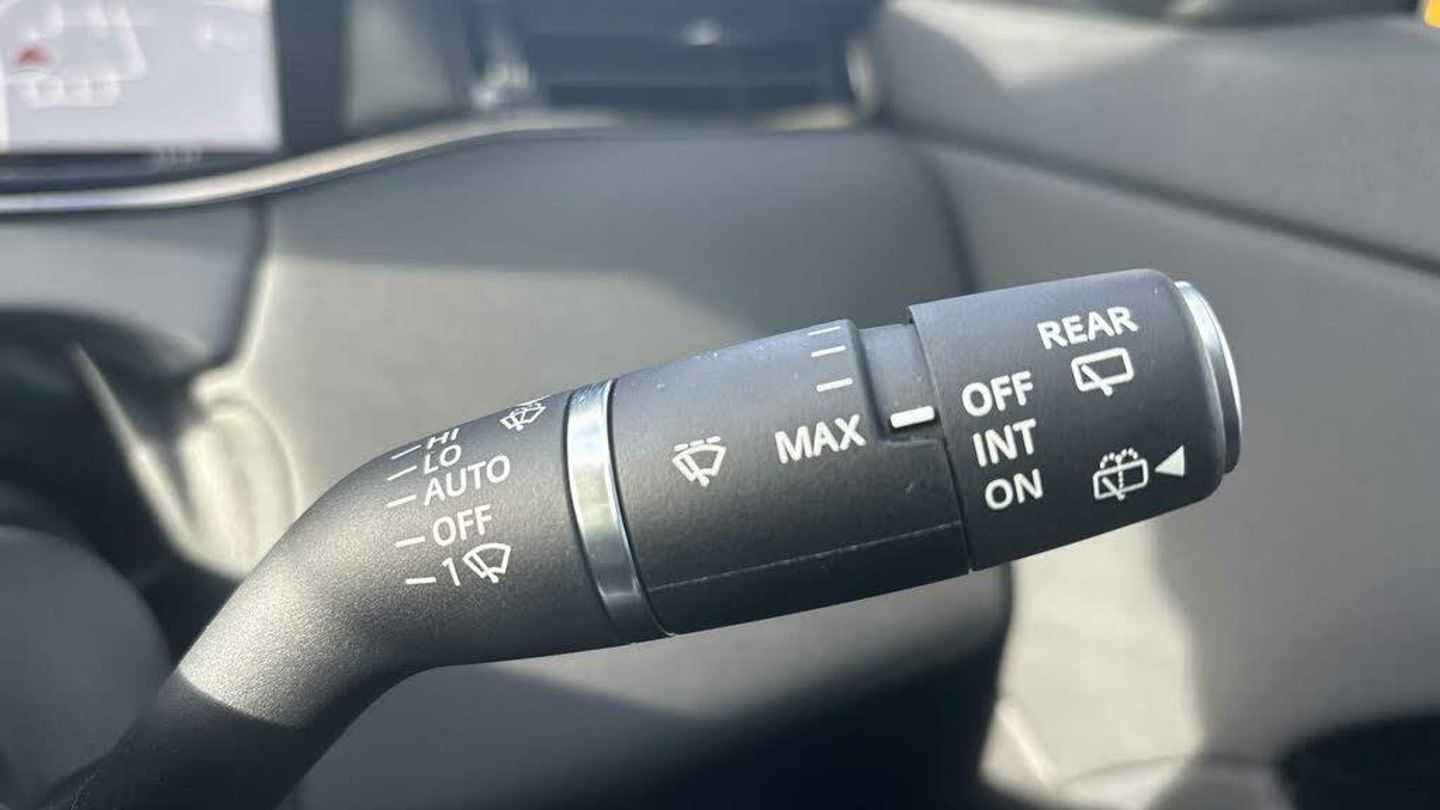 HI
LO
AUTO
OFF
1
MAX
REAR
OFF
INT
ON